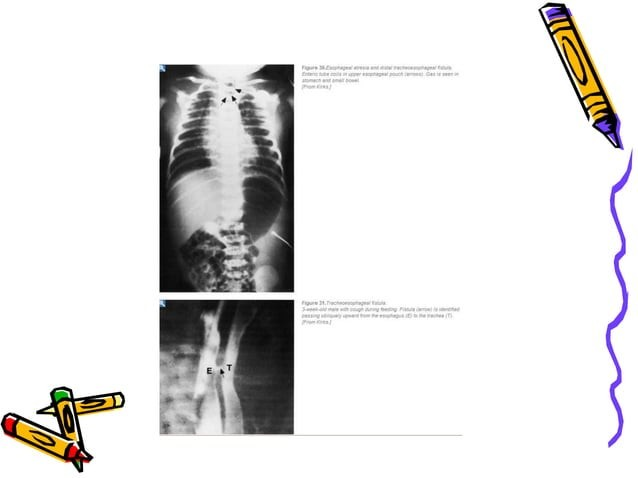 Figure 20.Esophageal atresia and distal tracheoesophageal fistula.
Enteric tube coils in upper esophageal pouch (arrows). Gas is seen in
stomach and small bowel.
[From Kirks.]
Figure 21.Tracheoesophageal fistula.
3-week-old male with cough during feeding. Fistula (arrow) is identified
passing obliquely upward from the esophagus (E) to the trachea (T).
[From Kirks.]
E T